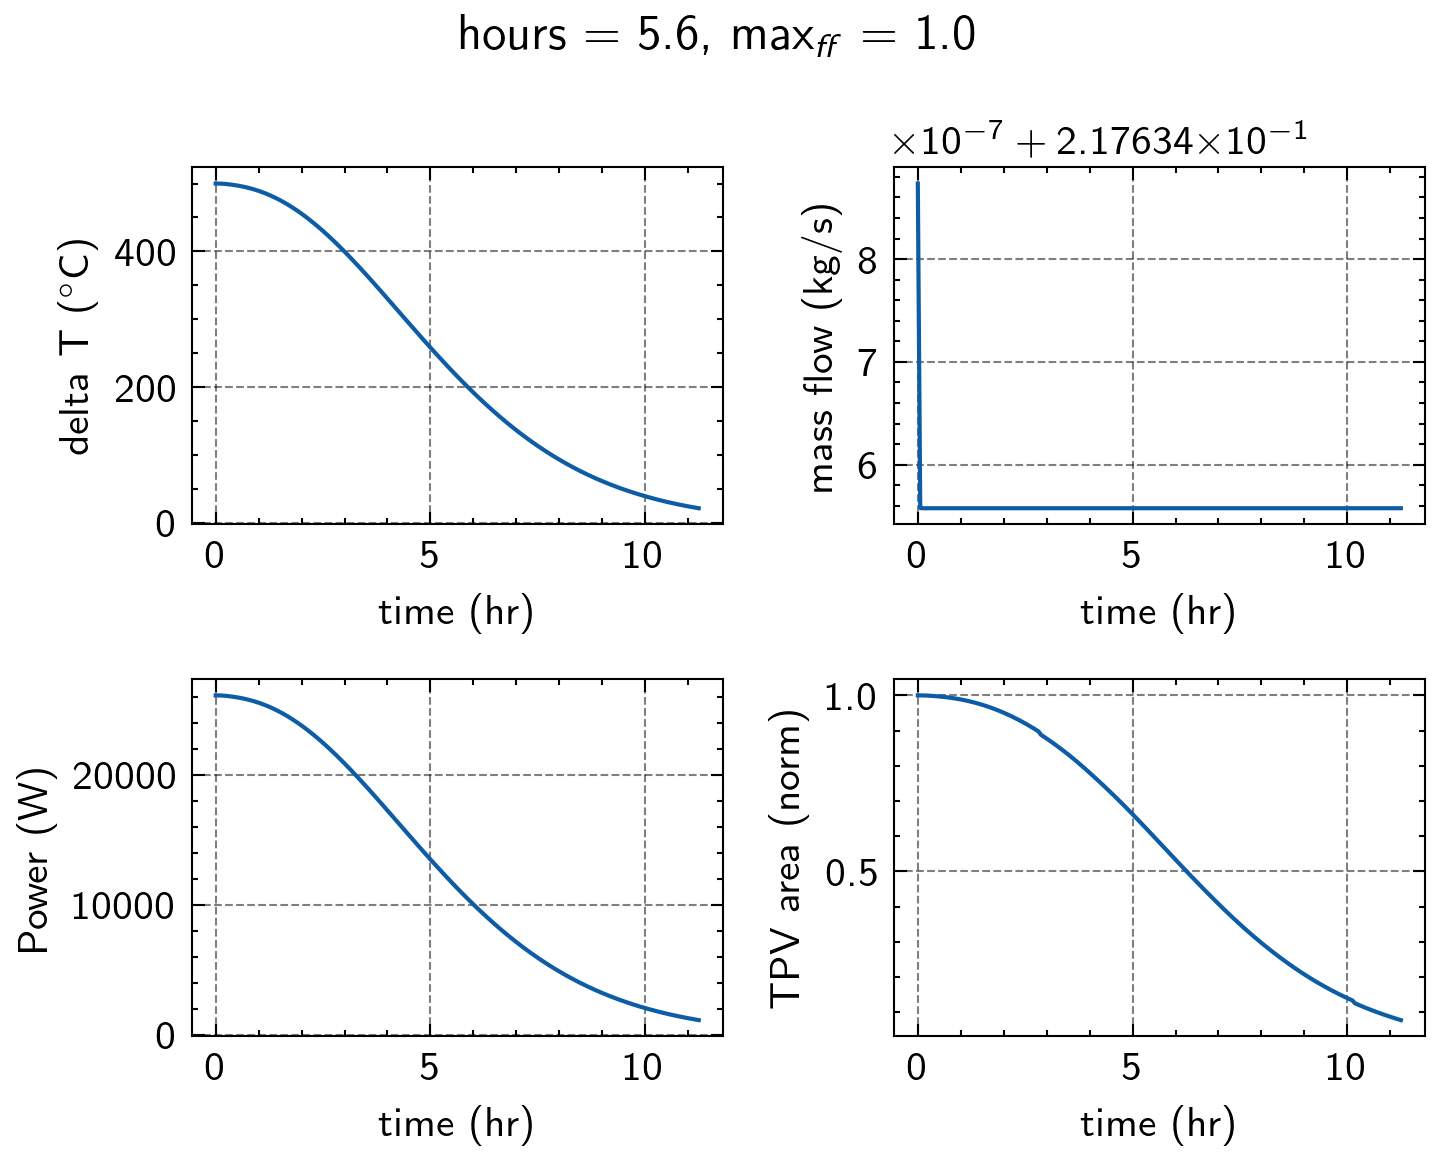 hours = 5.6, max_ff = 1.0
×10⁻⁷ + 2.17634×10⁻¹
delta T (°C)
400
200
0
0 5 10
time (hr)
mass flow (kg/s)
8
7
6
0 5 10
time (hr)
Power (W)
20000
10000
0
0 5 10
time (hr)
TPV area (norm)
1.0
0.5
0 5 10
time (hr)